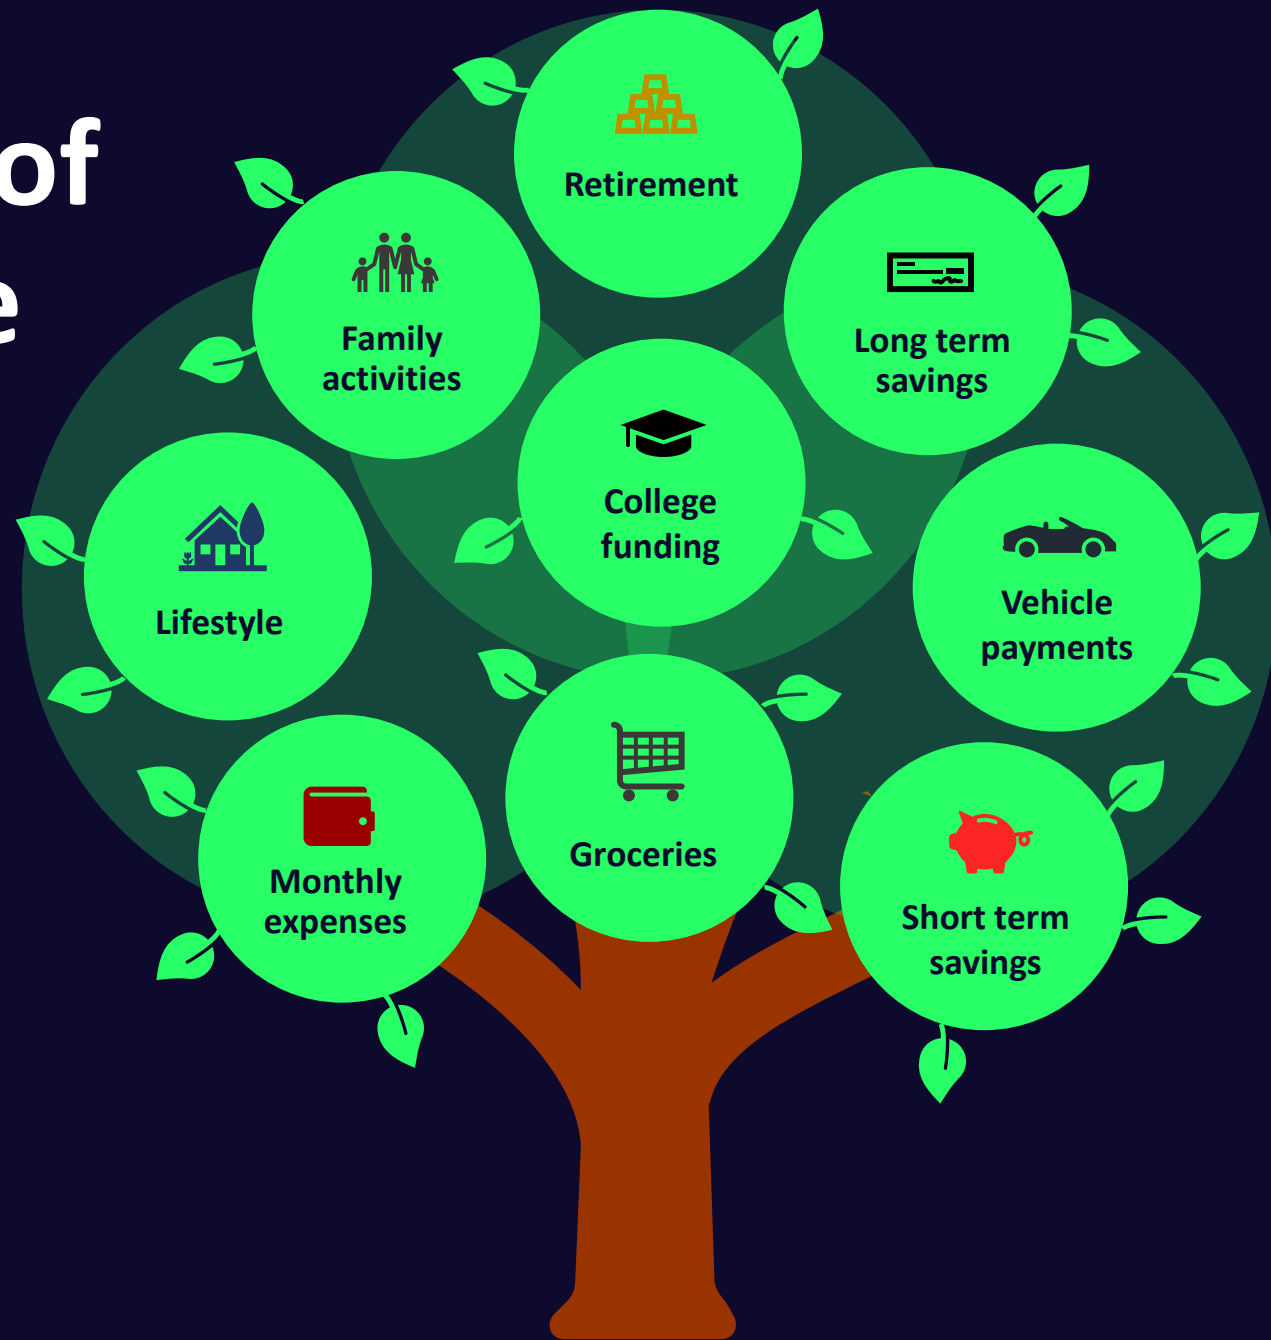 of
e
Retirement
Family
activities
Long term
savings
College
funding
Lifestyle
Vehicle
payments
Groceries
Monthly
expenses
Short term
savings